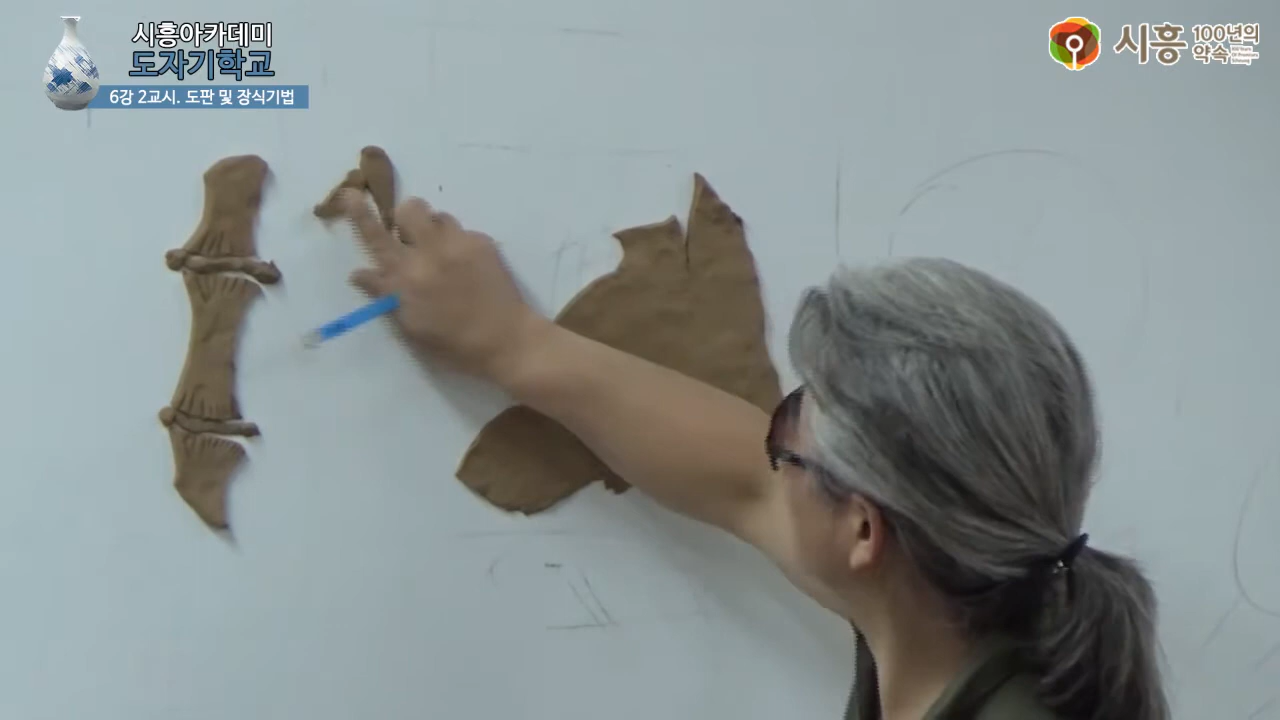 시흥아카데미
도자기학교
6강 2교시. 도판 및 장식기법
시흥 100년의
약속